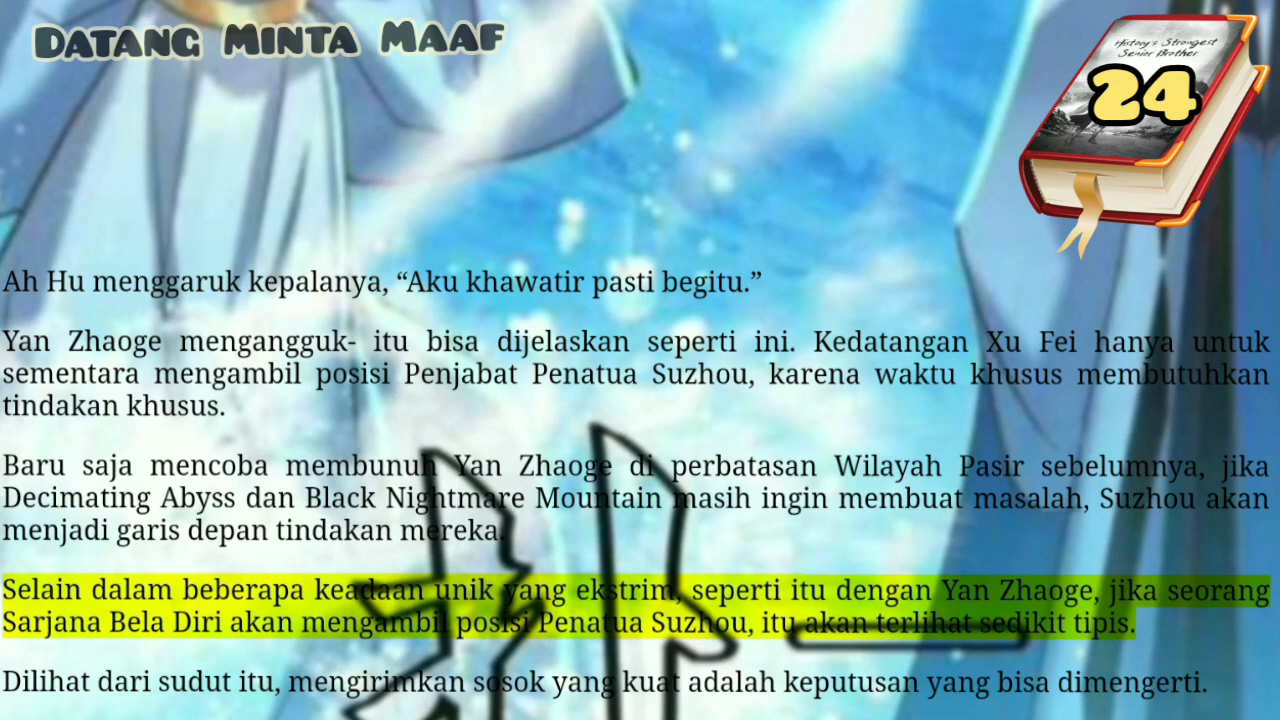 Datang Minta Maaf
History's Strongest
Senior Brother
24
Ah Hu menggaruk kepalanya, “Aku khawatir pasti begitu.”
Yan Zhaoge mengangguk- itu bisa dijelaskan seperti ini. Kedatangan Xu Fei hanya untuk
sementara mengambil posisi Penjabat Penatua Suzhou, karena waktu khusus membutuhkan
tindakan khusus.
Baru saja mencoba membunuh Yan Zhaoge di perbatasan Wilayah Pasir sebelumnya, jika
Decimating Abyss dan Black Nightmare Mountain masih ingin membuat masalah, Suzhou akan
menjadi garis depan tindakan mereka.
Selain dalam beberapa keadaan unik yang ekstrim, seperti itu dengan Yan Zhaoge, jika seorang
Sarjana Bela Diri akan mengambil posisi Penatua Suzhou, itu akan terlihat sedikit tipis.
Dilihat dari sudut itu, mengirimkan sosok yang kuat adalah keputusan yang bisa dimengerti.